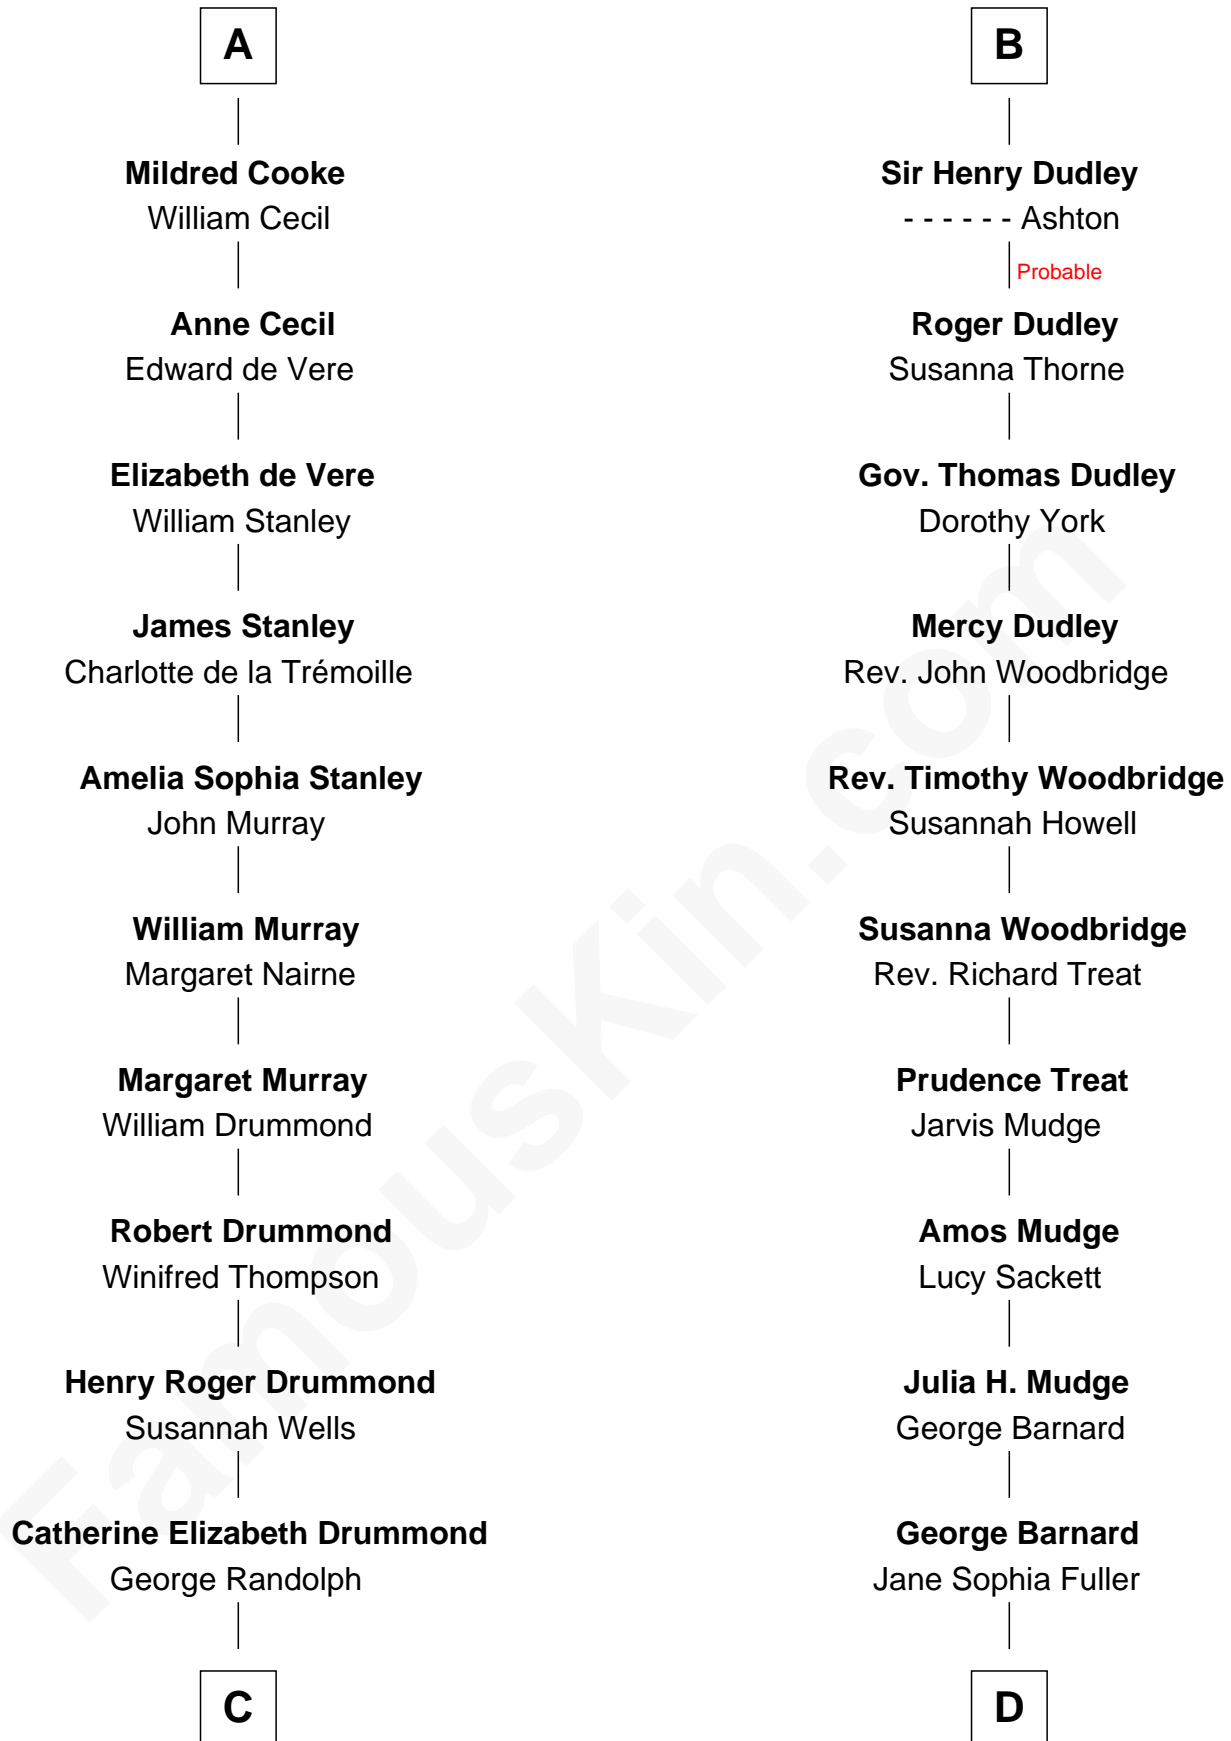 A
Mildred Cooke
William Cecil
Anne Cecil
Edward de Vere
Elizabeth de Vere
William Stanley
James Stanley
Charlotte de la Trémoille
Amelia Sophia Stanley
John Murray
William Murray
Margaret Nairne
Margaret Murray
William Drummond
Robert Drummond
Winifred Thompson
Henry Roger Drummond
Susannah Wells
Catherine Elizabeth Drummond
George Randolph
C
B
Sir Henry Dudley
- - - - - - Ashton
Probable
Roger Dudley
Susanna Thorne
Gov. Thomas Dudley
Dorothy York
Mercy Dudley
Rev. John Woodbridge
Rev. Timothy Woodbridge
Susannah Howell
Susanna Woodbridge
Rev. Richard Treat
Prudence Treat
Jarvis Mudge
Amos Mudge
Lucy Sackett
Julia H. Mudge
George Barnard
George Barnard
Jane Sophia Fuller
D
FamousKin.com